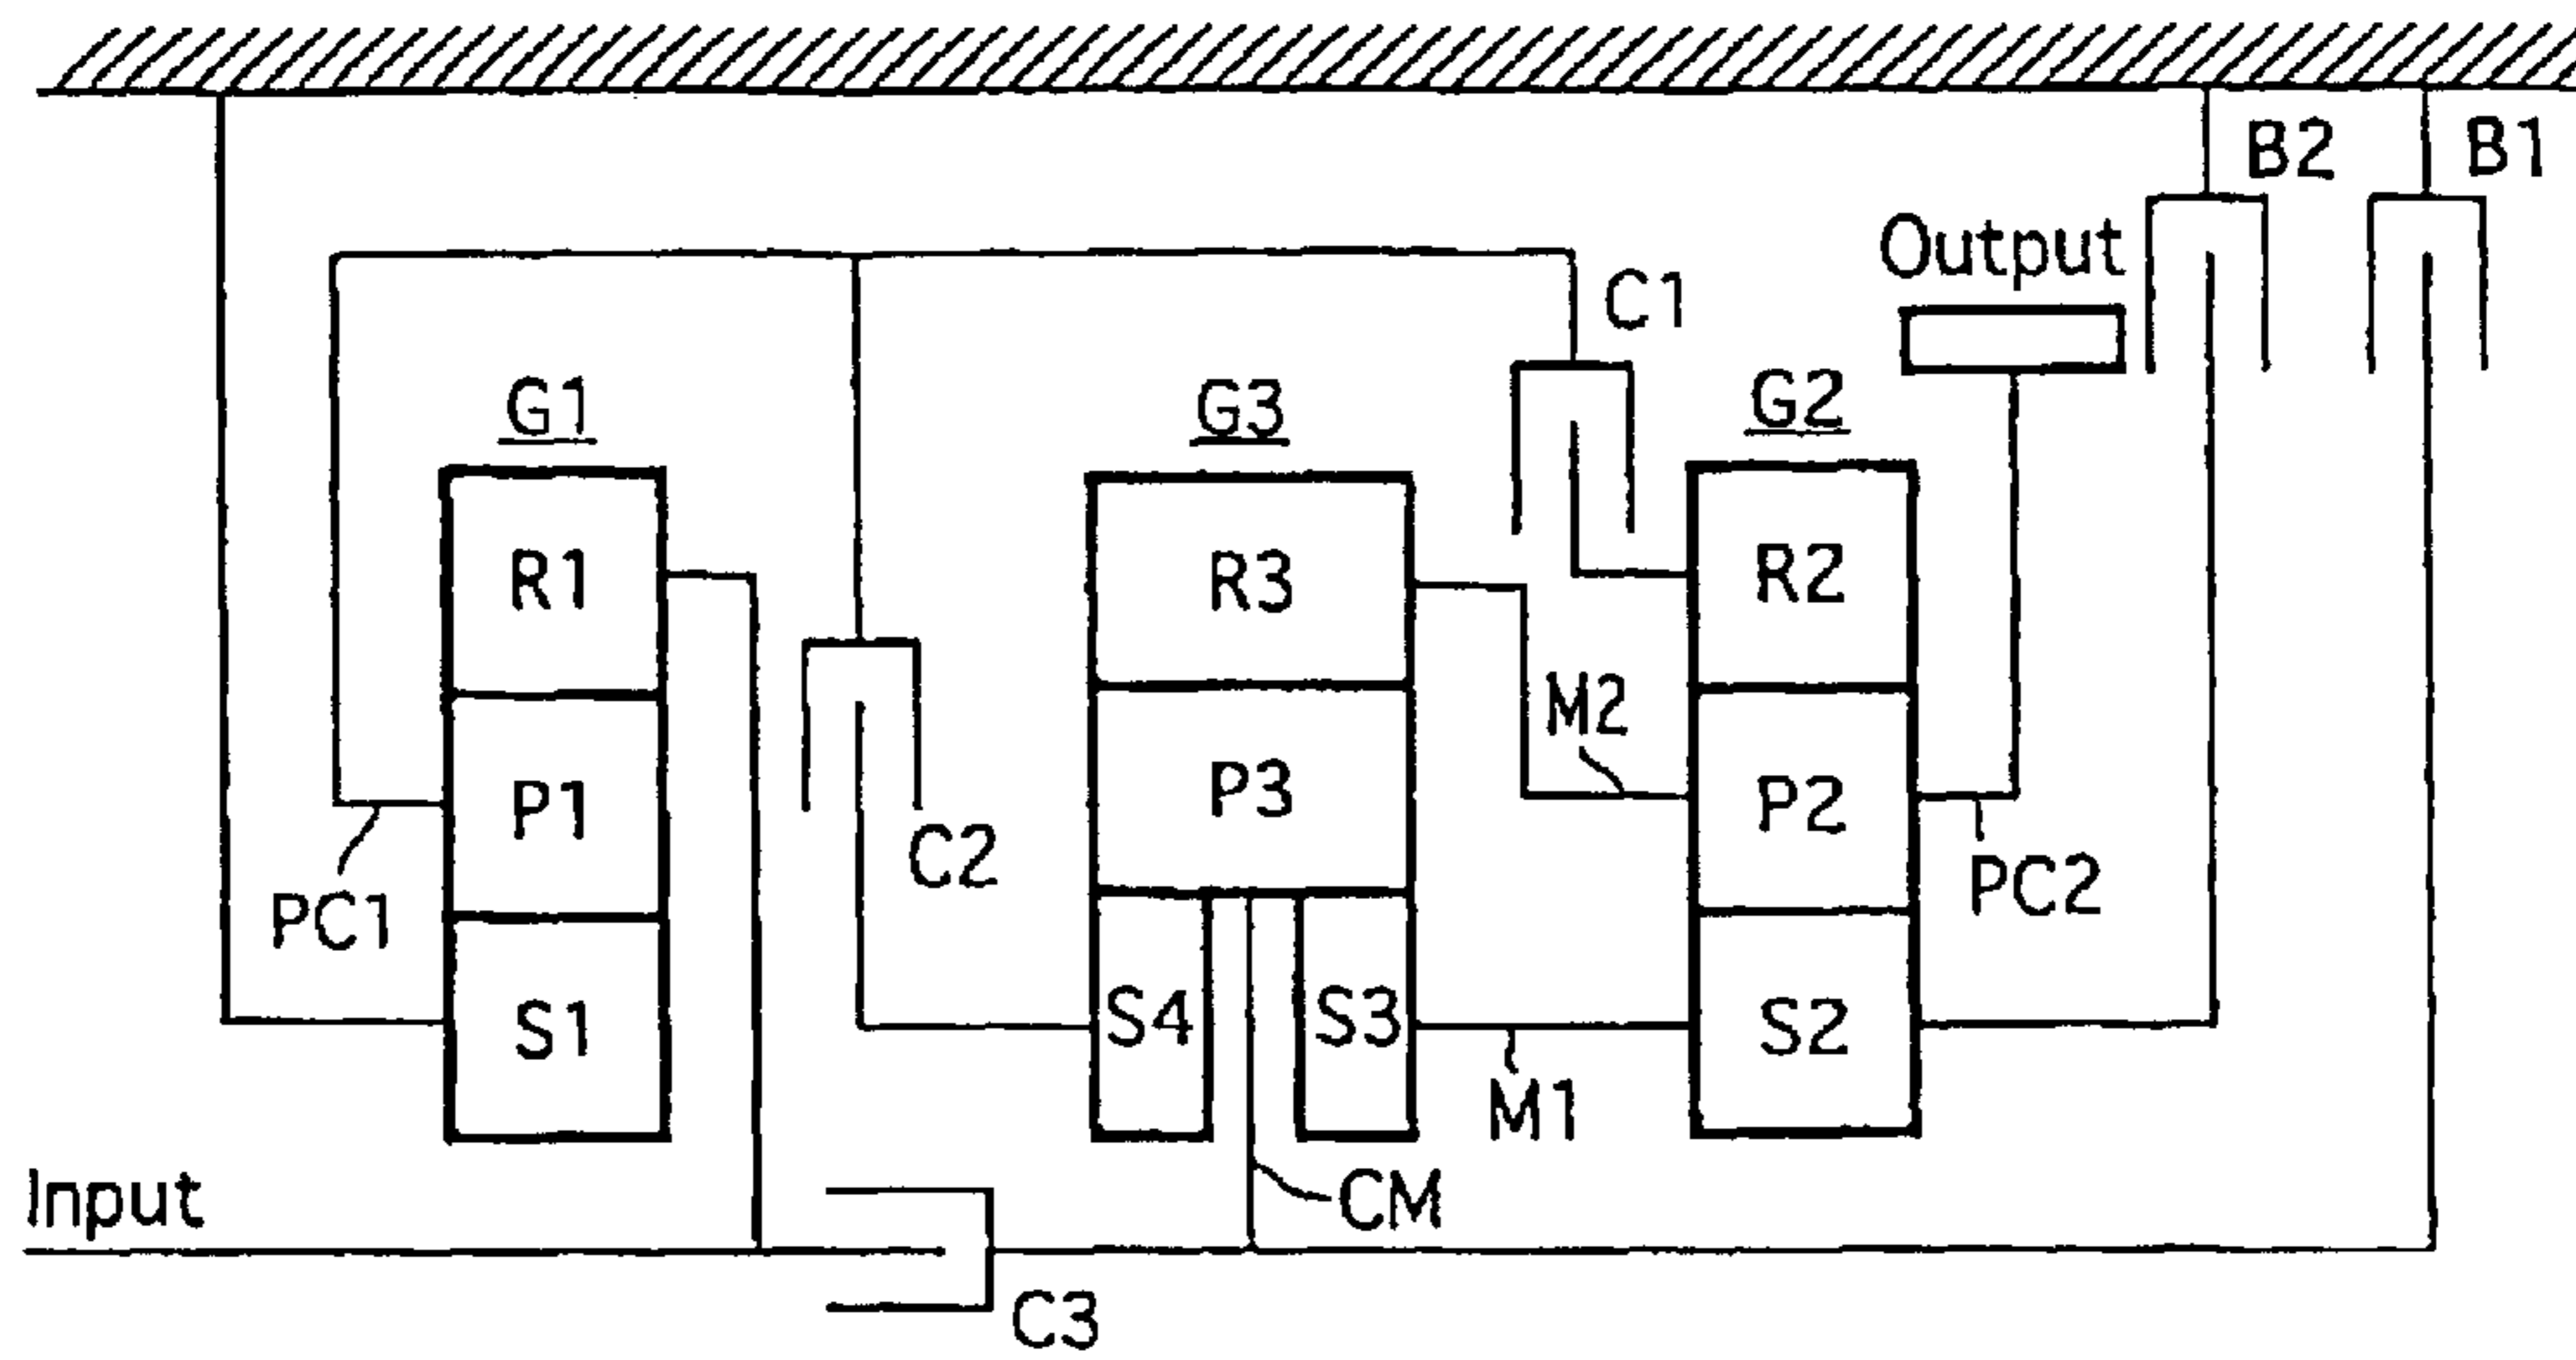 B2
B1
Output
C1
G1
G3
G2
R1
R3
R2
M2
P1
P3
P2
C2
PC1
PC2
S1
S4
S3
S2
M1
Input
CM
C3